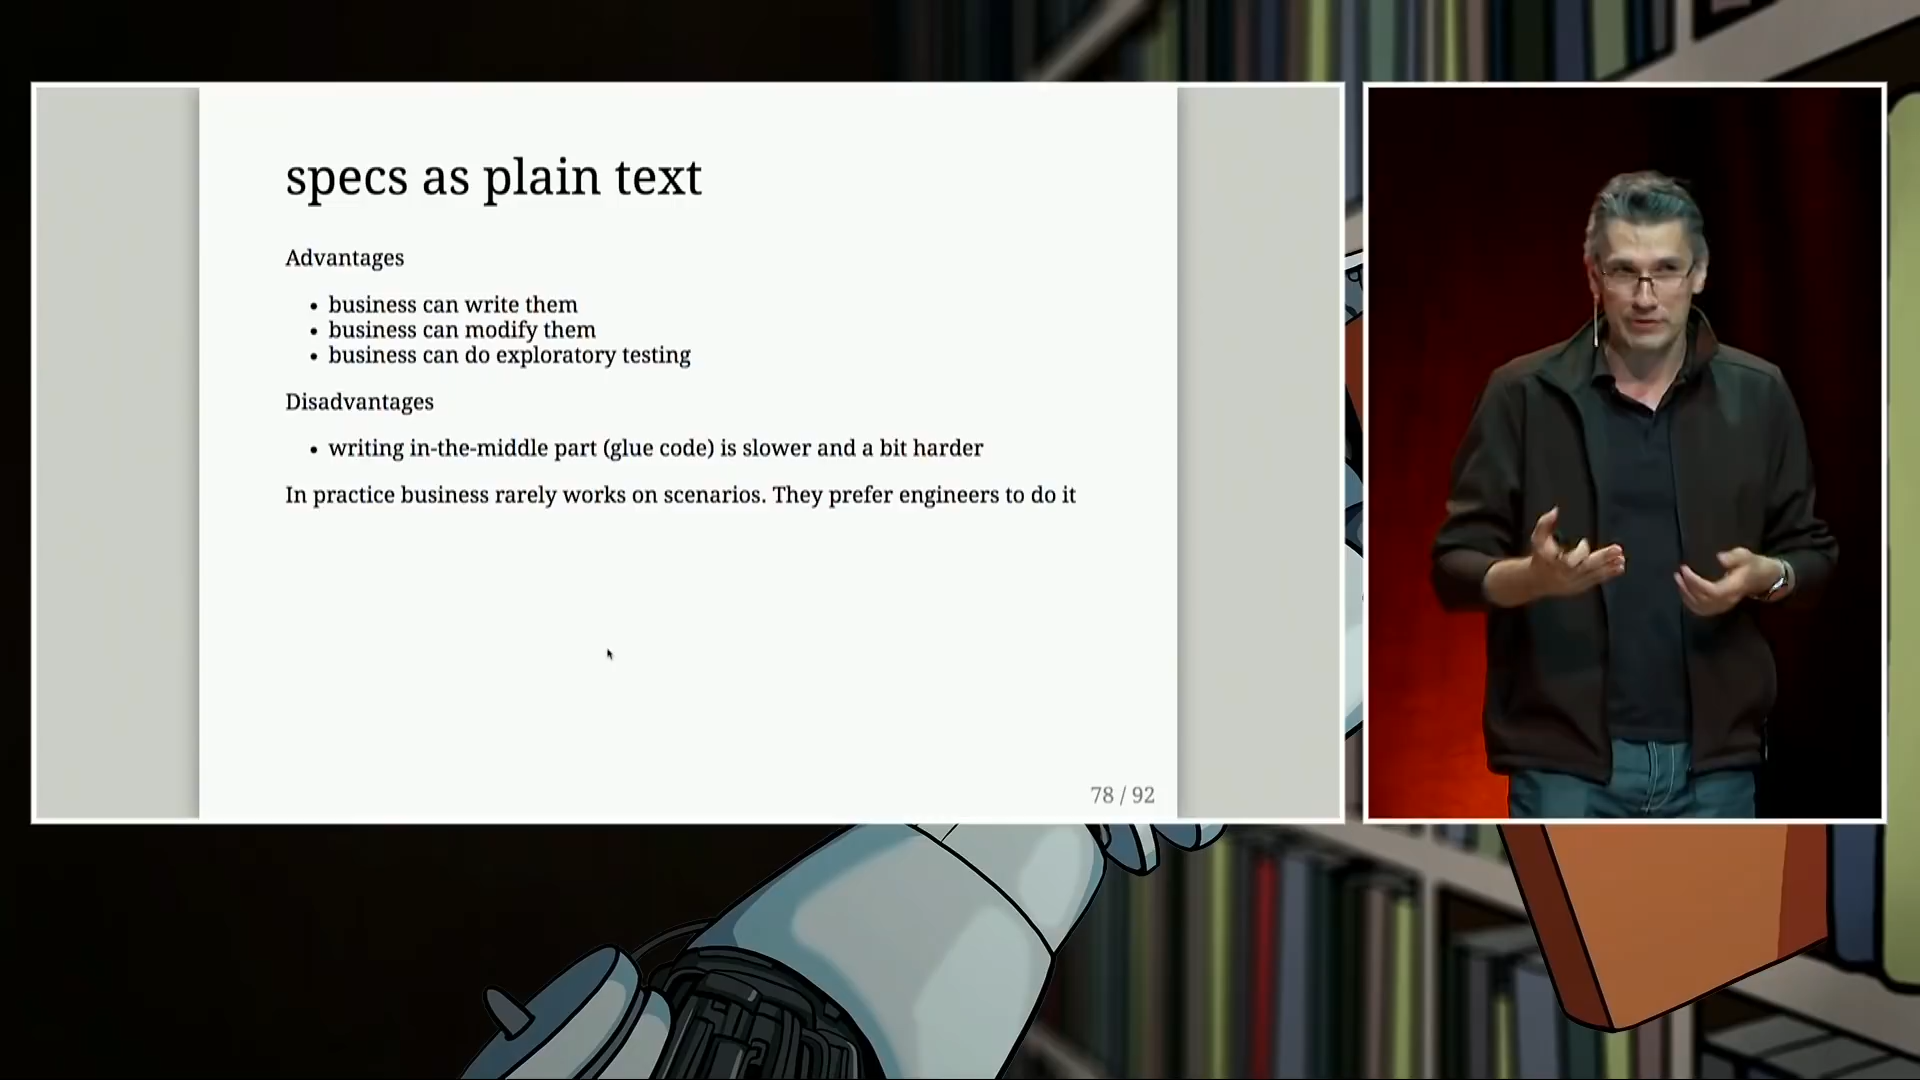 specs as plain text
Advantages
• business can write them
• business can modify them
• business can do exploratory testing
Disadvantages
• writing in-the-middle part (glue code) is slower and a bit harder
In practice business rarely works on scenarios. They prefer engineers to do it
78 / 92